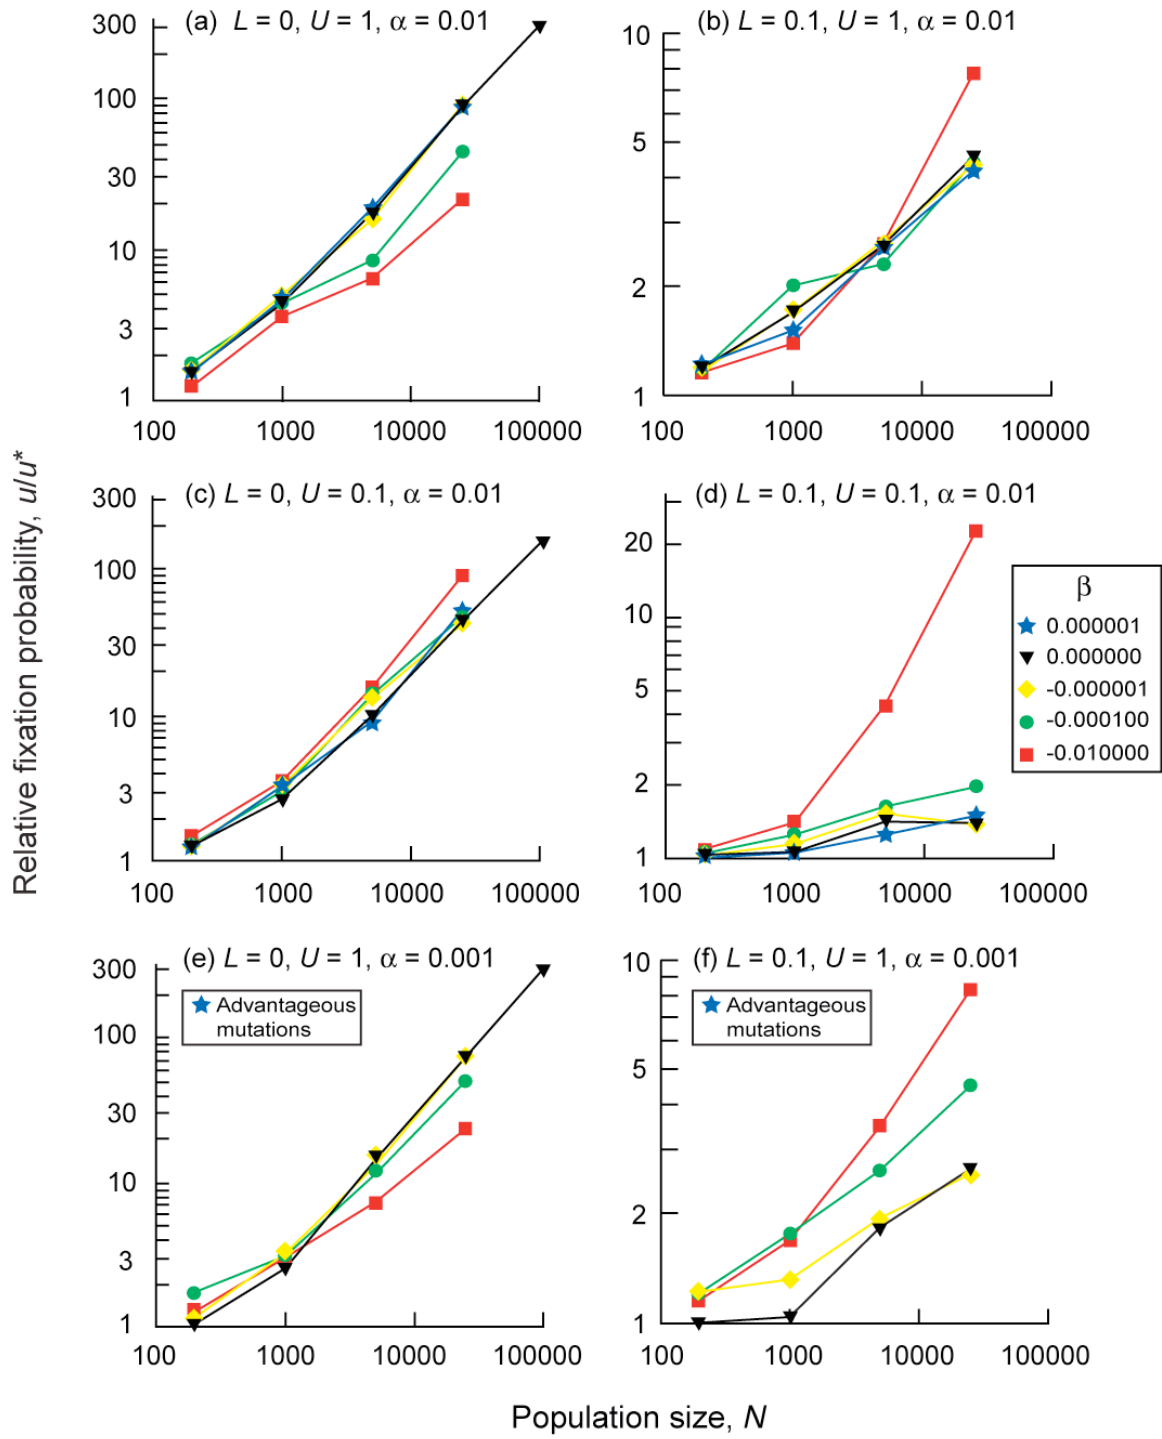 (a) L = 0, U = 1, α = 0.01
300
100
30
10
3
1
100 1000 10000 100000
(b) L = 0.1, U = 1, α = 0.01
10
5
2
1
100 1000 10000 100000
Relative fixation probability, u/u*
(c) L = 0, U = 0.1, α = 0.01
300
100
30
10
3
1
100 1000 10000 100000
(d) L = 0.1, U = 0.1, α = 0.01
20
10
5
2
1
100 1000 10000 100000
β
0.000001
0.000000
-0.000001
-0.000100
-0.010000
(e) L = 0, U = 1, α = 0.001
Advantageous
mutations
300
100
30
10
3
1
100 1000 10000 100000
(f) L = 0.1, U = 1, α = 0.001
Advantageous
mutations
10
5
2
1
100 1000 10000 100000
Population size, N